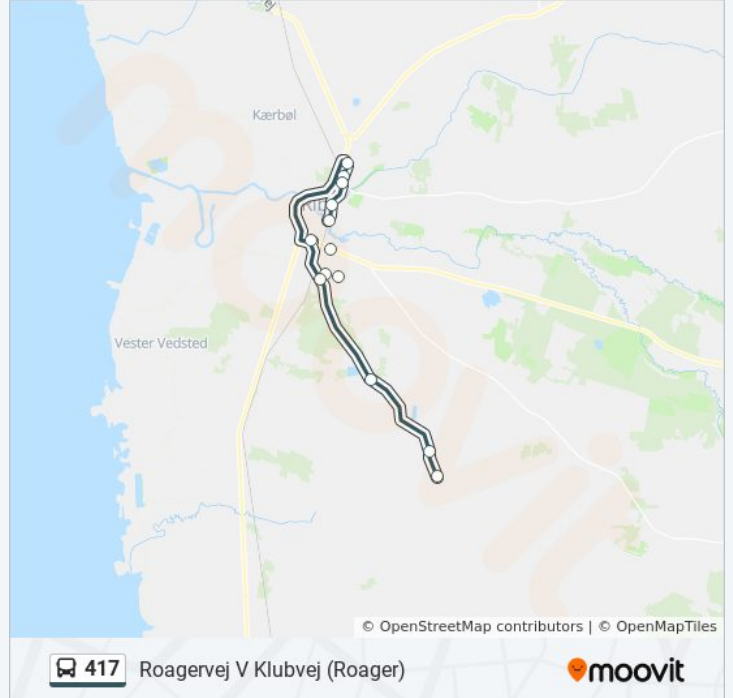 Kærbøl
Vester Vedsted
© OpenStreetMap contributors | © OpenMapTiles
417 Roagervej V Klubvej (Roager)
moovit